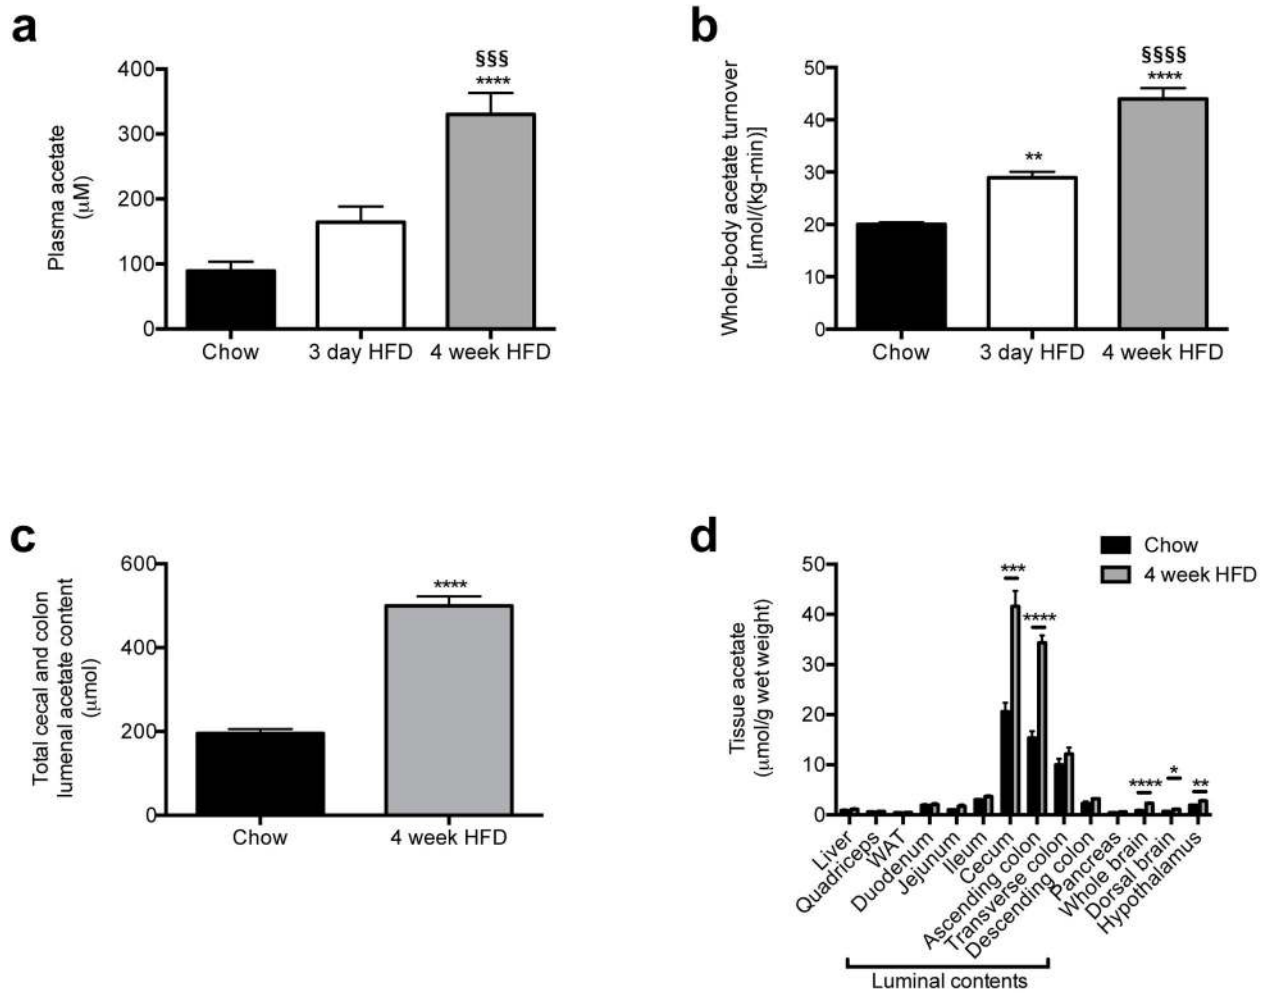 a
Plasma acetate
(μM)
400
300
200
100
0
§§§
****
Chow
3 day HFD
4 week HFD
b
Whole-body acetate turnover
[μmol/(kg-min)]
50
40
30
20
10
0
**
§§§§
****
Chow
3 day HFD
4 week HFD
c
Total cecal and colon
lumenal acetate content
(μmol)
600
400
200
0
****
Chow
4 week HFD
d
Chow
4 week HFD
Tissue acetate
(μmol/g wet weight)
50
40
30
20
10
0
***
****
****
*
**
Liver
Quadriceps
WAT
Duodenum
Jejunum
Ileum
Cecum
Ascending colon
Transverse colon
Descending colon
Pancreas
Whole brain
Dorsal brain
Hypothalamus
Luminal contents